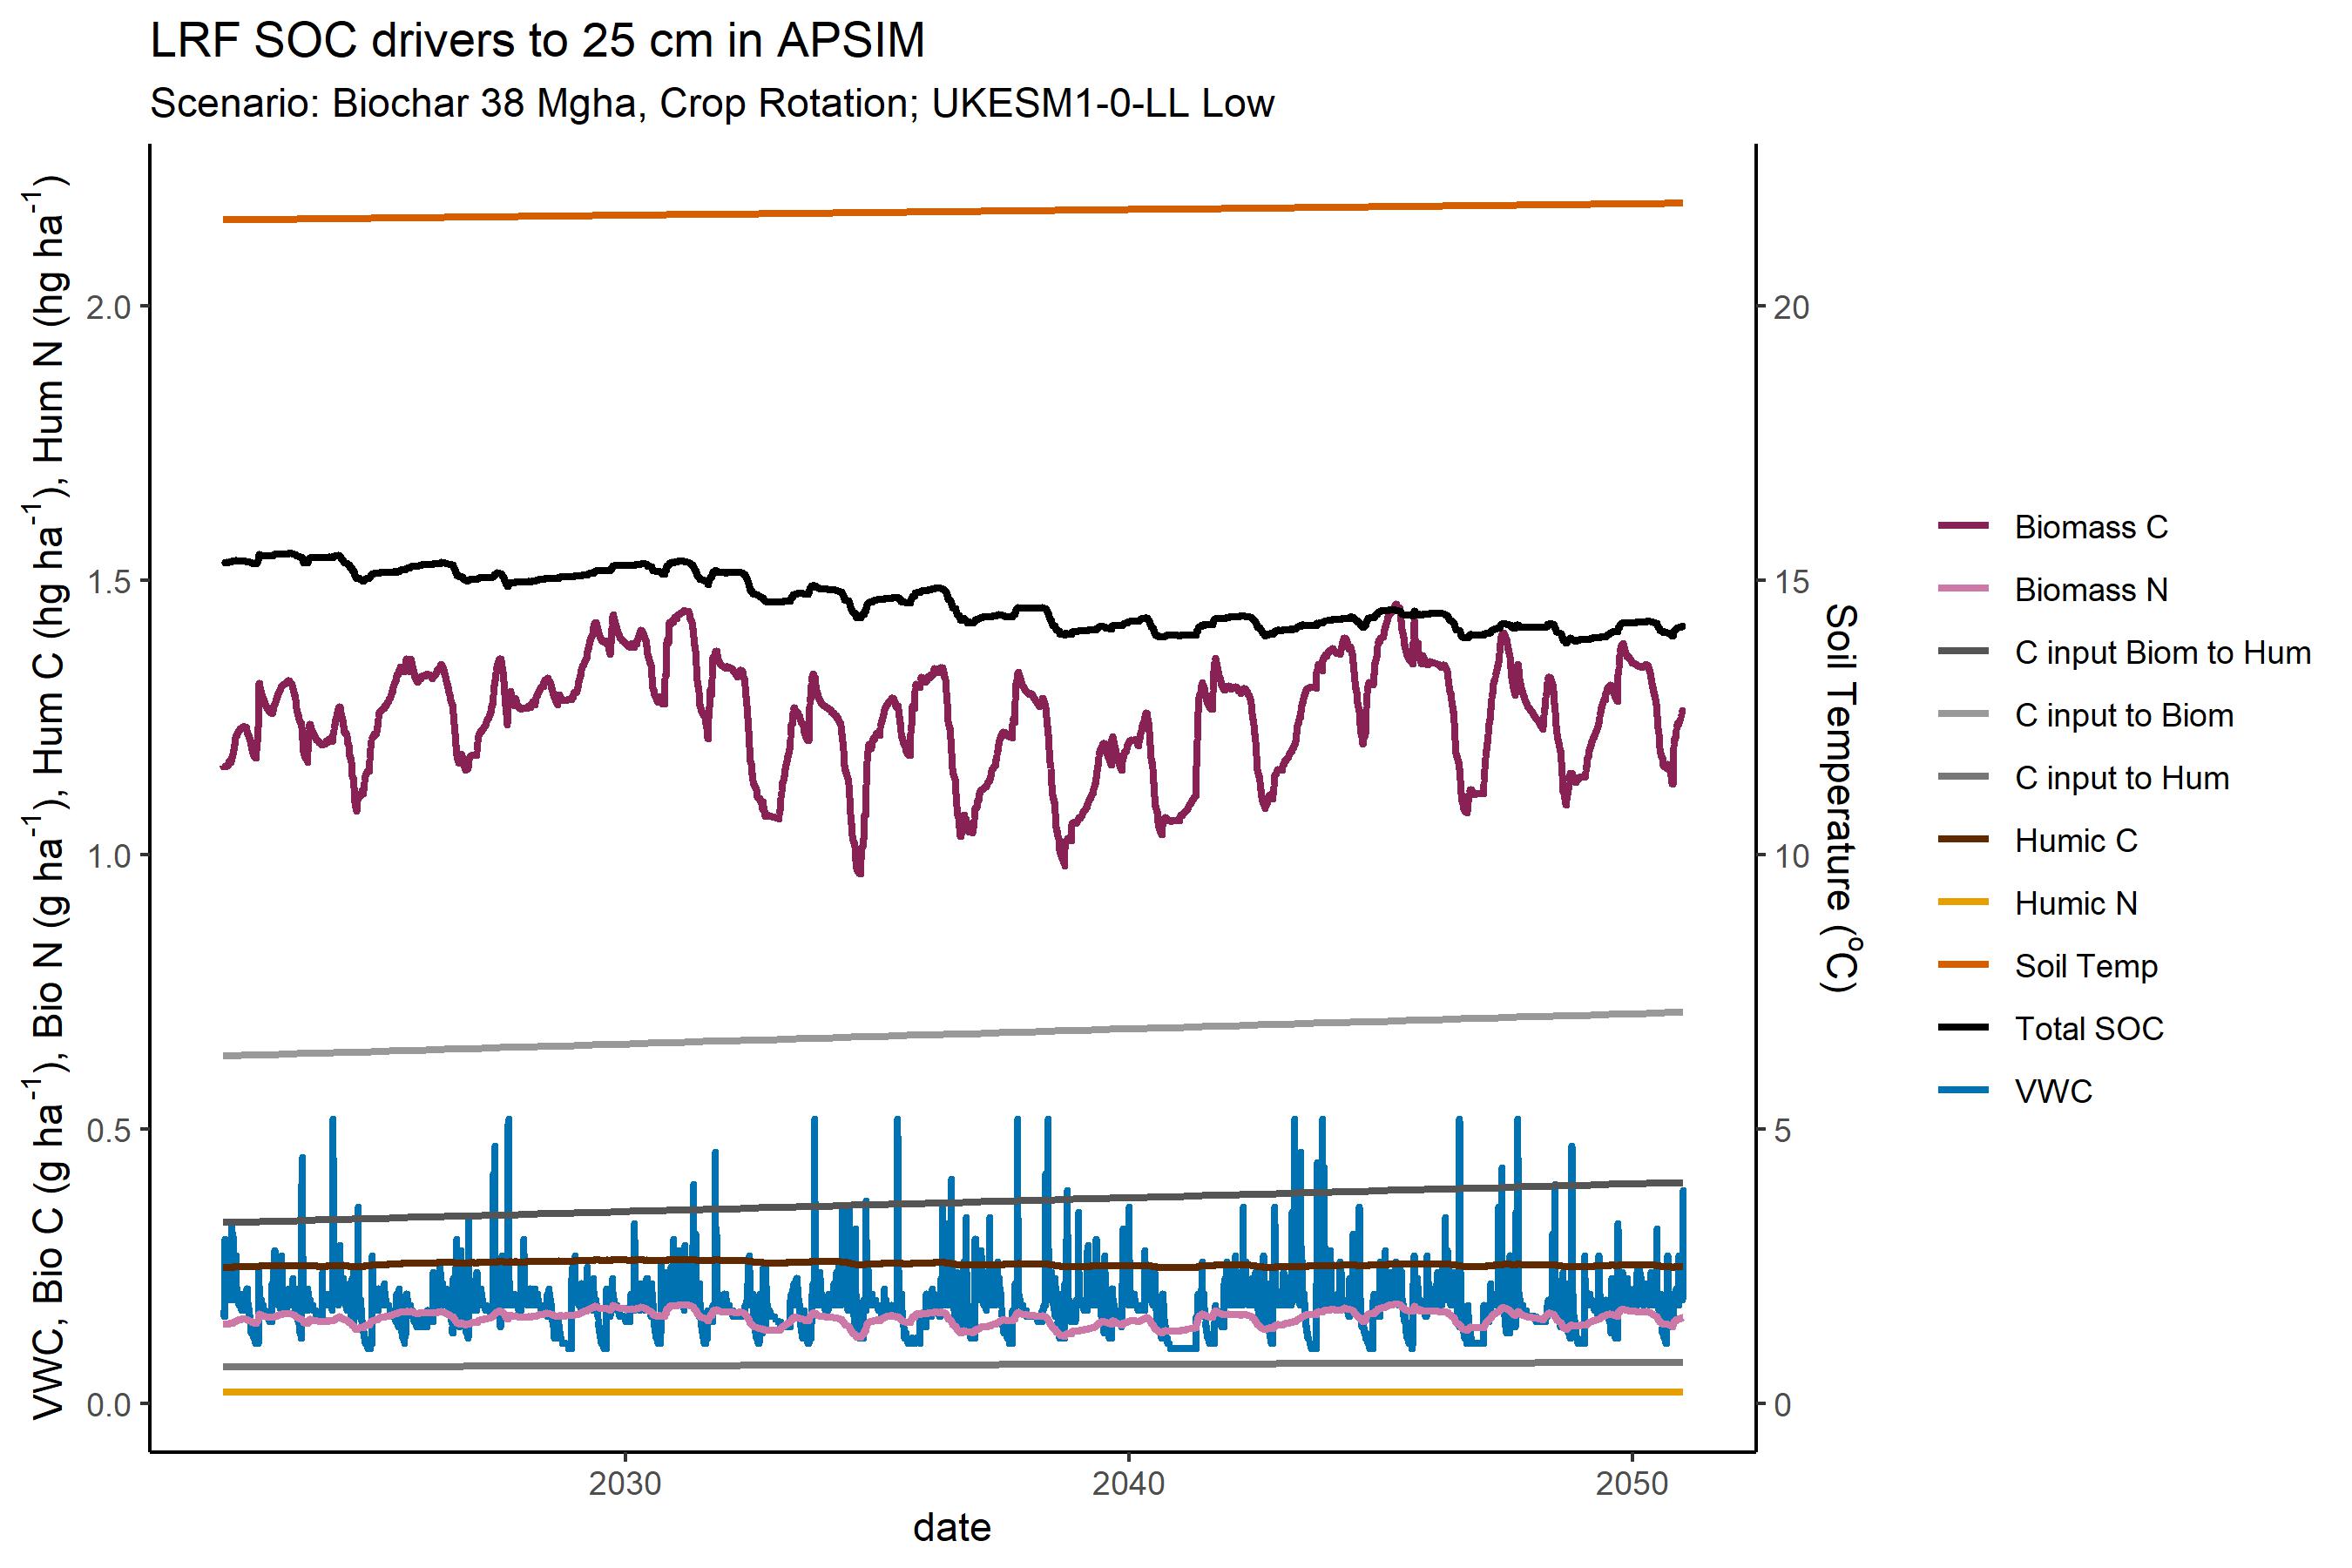 LRF SOC drivers to 25 cm in APSIM
Scenario: Biochar 38 Mgha, Crop Rotation; UKESM1-0-LL Low
VWC, Bio C (g ha⁻¹), Bio N (g ha⁻¹), Hum C (hg ha⁻¹), Hum N (hg ha⁻¹)
2.0
1.5
1.0
0.5
0.0
20
15
10
5
0
Soil Temperature (ºC)
2030
2040
2050
date
Biomass C
Biomass N
C input Biom to Hum
C input to Biom
C input to Hum
Humic C
Humic N
Soil Temp
Total SOC
VWC